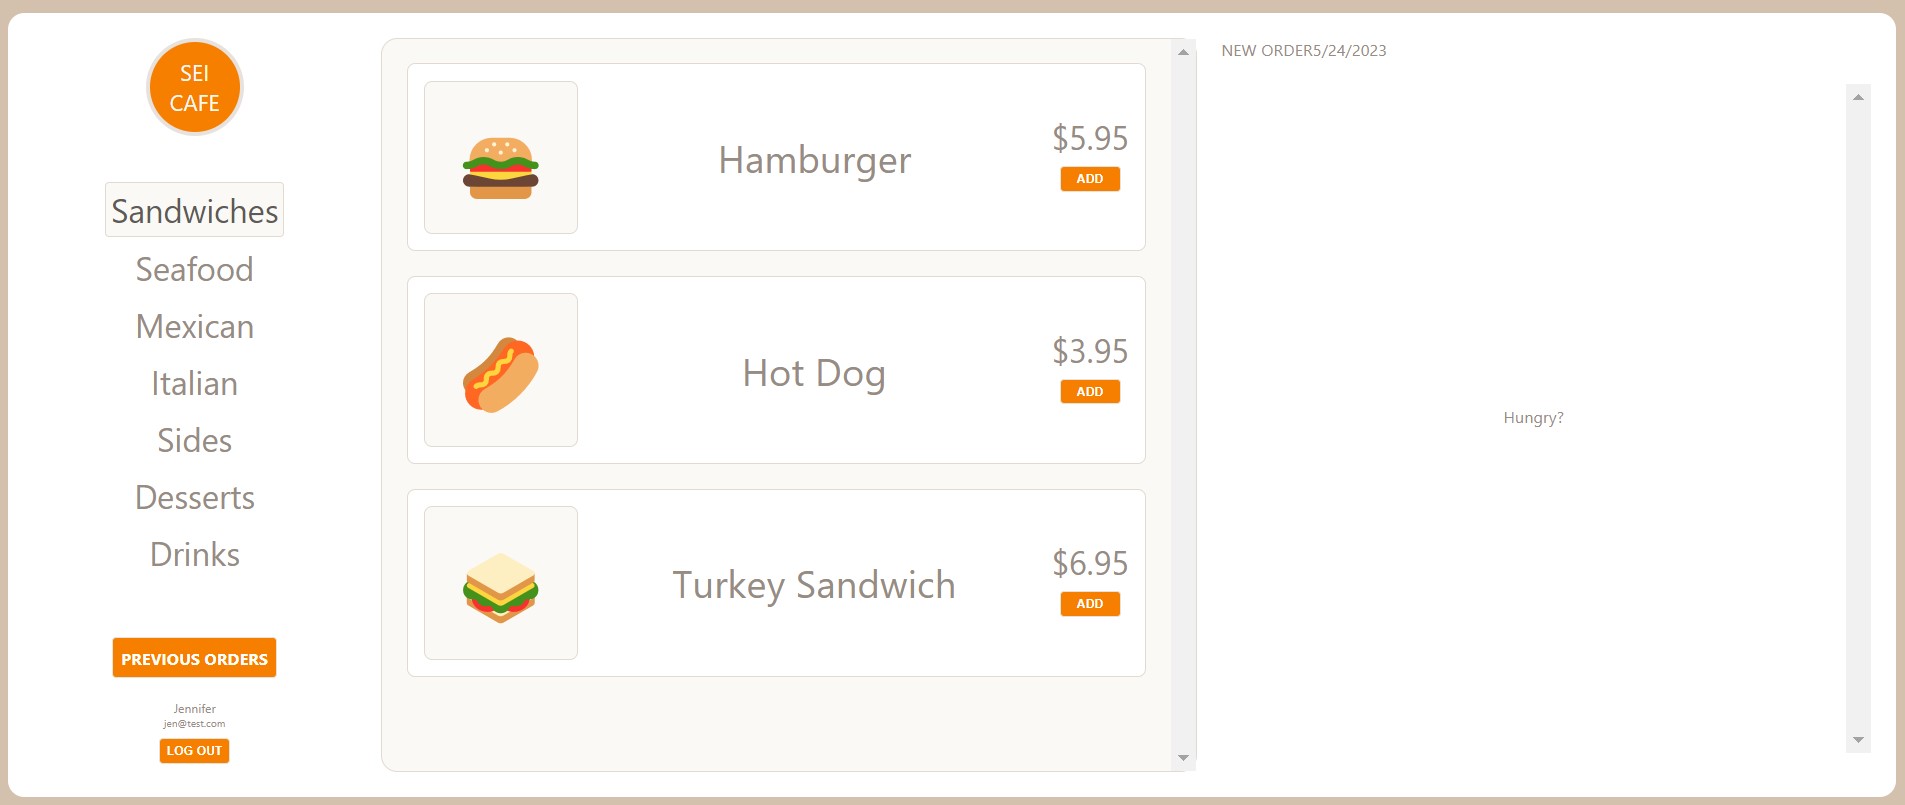 SEI
CAFE
Sandwiches
Seafood
Mexican
Italian
Sides
Desserts
Drinks
PREVIOUS ORDERS
Jennifer
jen@test.com
LOG OUT
Hamburger
$5.95
ADD
Hot Dog
$3.95
ADD
Turkey Sandwich
$6.95
ADD
NEW ORDER5/24/2023
Hungry?